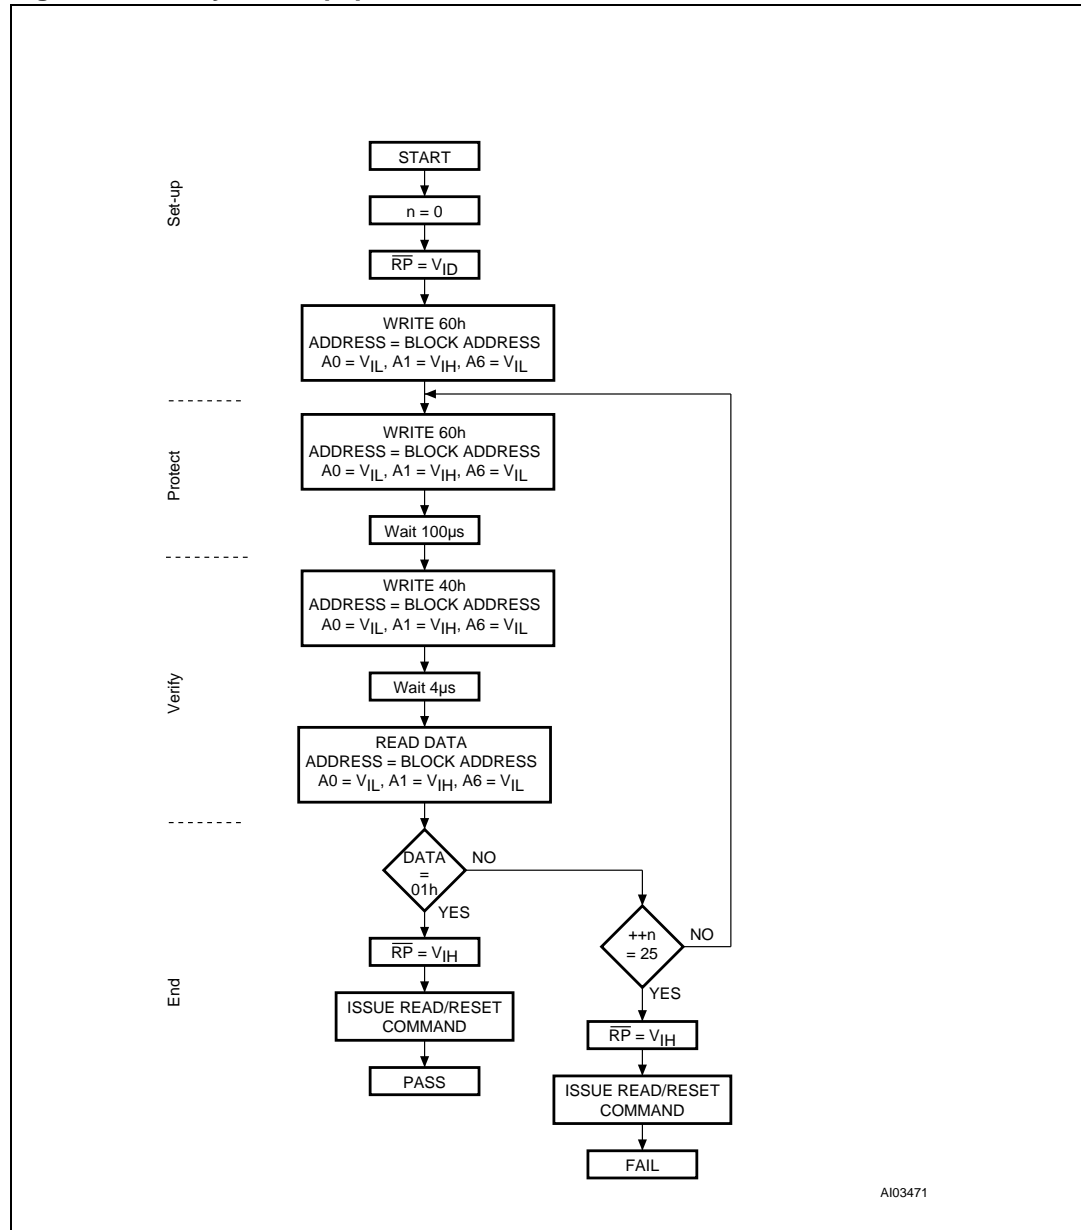 START
Set-up
n = 0
RP = VID
WRITE 60h
ADDRESS = BLOCK ADDRESS
A0 = VIL, A1 = VIH, A6 = VIL
WRITE 60h
ADDRESS = BLOCK ADDRESS
A0 = VIL, A1 = VIH, A6 = VIL
Protect
Wait 100µs
WRITE 40h
ADDRESS = BLOCK ADDRESS
A0 = VIL, A1 = VIH, A6 = VIL
Verify
Wait 4µs
READ DATA
ADDRESS = BLOCK ADDRESS
A0 = VIL, A1 = VIH, A6 = VIL
DATA
=
01h
NO
YES
++n
= 25
NO
YES
End
RP = VIH
ISSUE READ/RESET
COMMAND
PASS
RP = VIH
ISSUE READ/RESET
COMMAND
FAIL
AI03471